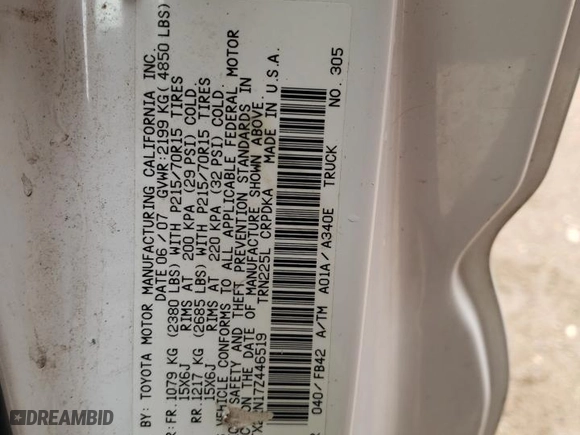 BY: TOYOTA MOTOR MANUFACTURING CALIFORNIA INC.
DATE 06/07 GVWR: 2199 KG( 4850 LBS)
FR. 1079 KG (2380 LBS) WITH P215/70R15 TIRES
15X6J RIMS AT 200 KPA (29 PSI) COLD.
RR. 1217 KG (2685 LBS) WITH P215/70R15 TIRES
15X6J RIMS AT 220 KPA (32 PSI) COLD.
VEHICLE CONFORMS TO ALL APPLICABLE FEDERAL MOTOR
SAFETY AND THEFT PREVENTION STANDARDS IN
ON THE DATE OF MANUFACTURE SHOWN ABOVE.
N17Z446519 TRN225L CRPDKA MADE IN U.S.A.
040/FB42 A/TM A01A/A340E TRUCK NO. 305
© DREAMBID